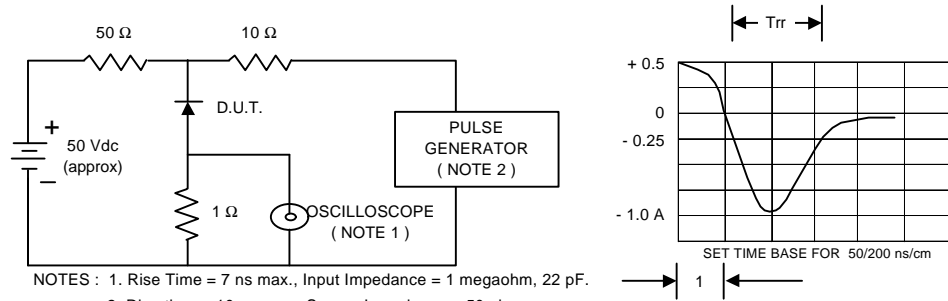 50 Ω
10 Ω
Trr
+ 0.5
0
- 0.25
- 1.0 A
D.U.T.
+
50 Vdc
(approx)
−
PULSE
GENERATOR
( NOTE 2 )
1 Ω
OSCILLOSCOPE
( NOTE 1 )
SET TIME BASE FOR 50/200 ns/cm
1
NOTES : 1. Rise Time = 7 ns max., Input Impedance = 1 megaohm, 22 pF.